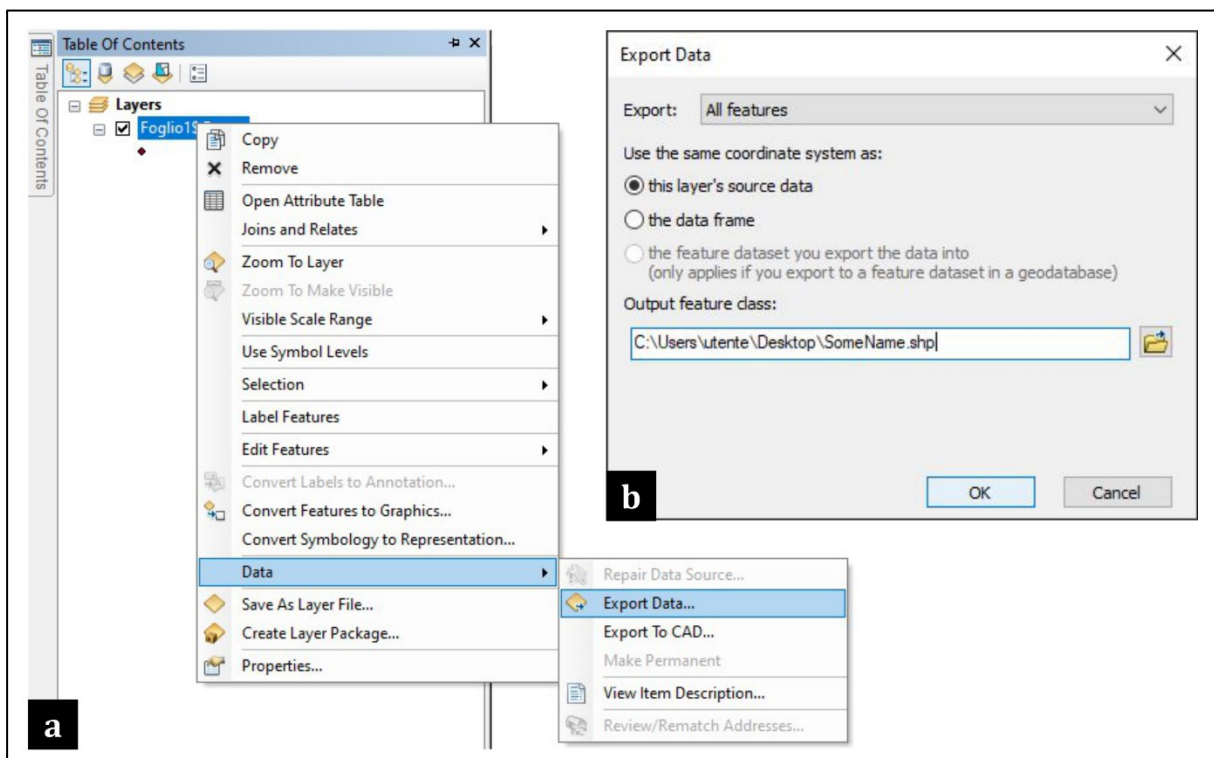 Table Of Contents
Table Of Contents
Layers
Foglio1$
Copy
Remove
Open Attribute Table
Joins and Relates
Zoom To Layer
Zoom To Make Visible
Visible Scale Range
Use Symbol Levels
Selection
Label Features
Edit Features
Convert Labels to Annotation...
Convert Features to Graphics...
Convert Symbology to Representation...
Data
Save As Layer File...
Create Layer Package...
Properties...
Repair Data Source...
Export Data...
Export To CAD...
Make Permanent
View Item Description...
Review/Rematch Addresses...
a
Export Data
Export: All features
Use the same coordinate system as:
this layer's source data
the data frame
the feature dataset you export the data into
(only applies if you export to a feature dataset in a geodatabase)
Output feature class:
C:\Users\utente\Desktop\SomeName.shp
OK Cancel
b